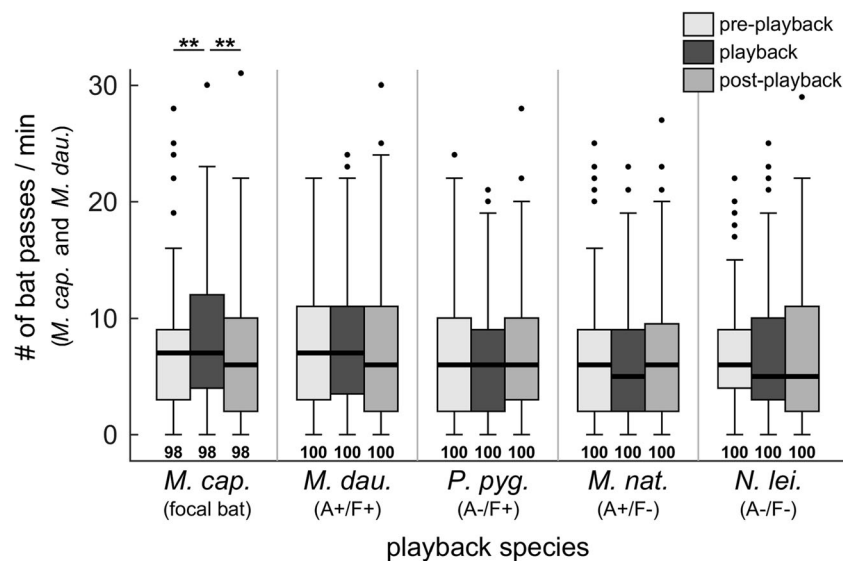 pre-playback
playback
post-playback
** **
30
20
10
0
# of bat passes / min
(M. cap. and M. dau.)
98 98 98 100 100 100 100 100 100 100 100 100 100 100 100
M. cap. M. dau. P. pyg. M. nat. N. lei.
(focal bat) (A+/F+) (A-/F+) (A+/F-) (A-/F-)
playback species